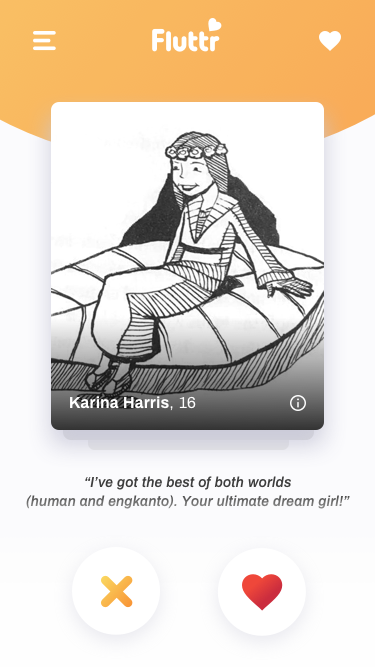 Fluttr
Karina Harris, 16
“I’ve got the best of both worlds
(human and engkanto). Your ultimate dream girl!”